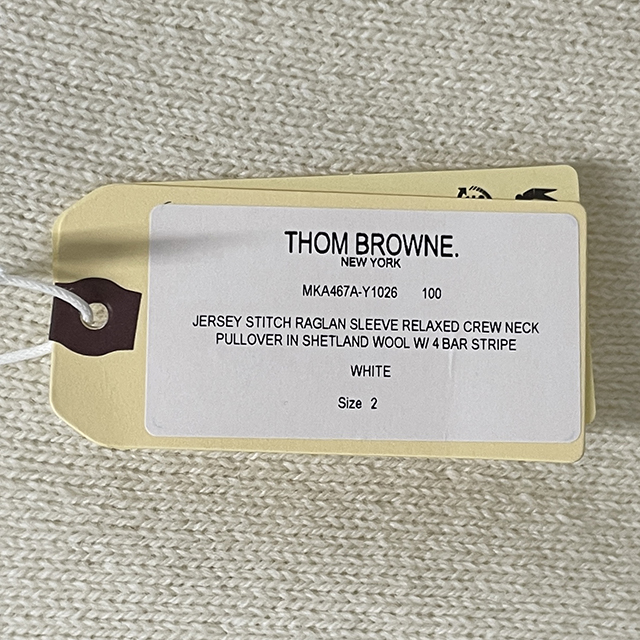 THOM BROWNE.
NEW YORK
MKA467A-Y1026 100
JERSEY STITCH RAGLAN SLEEVE RELAXED CREW NECK
PULLOVER IN SHETLAND WOOL W/ 4 BAR STRIPE
WHITE
Size 2